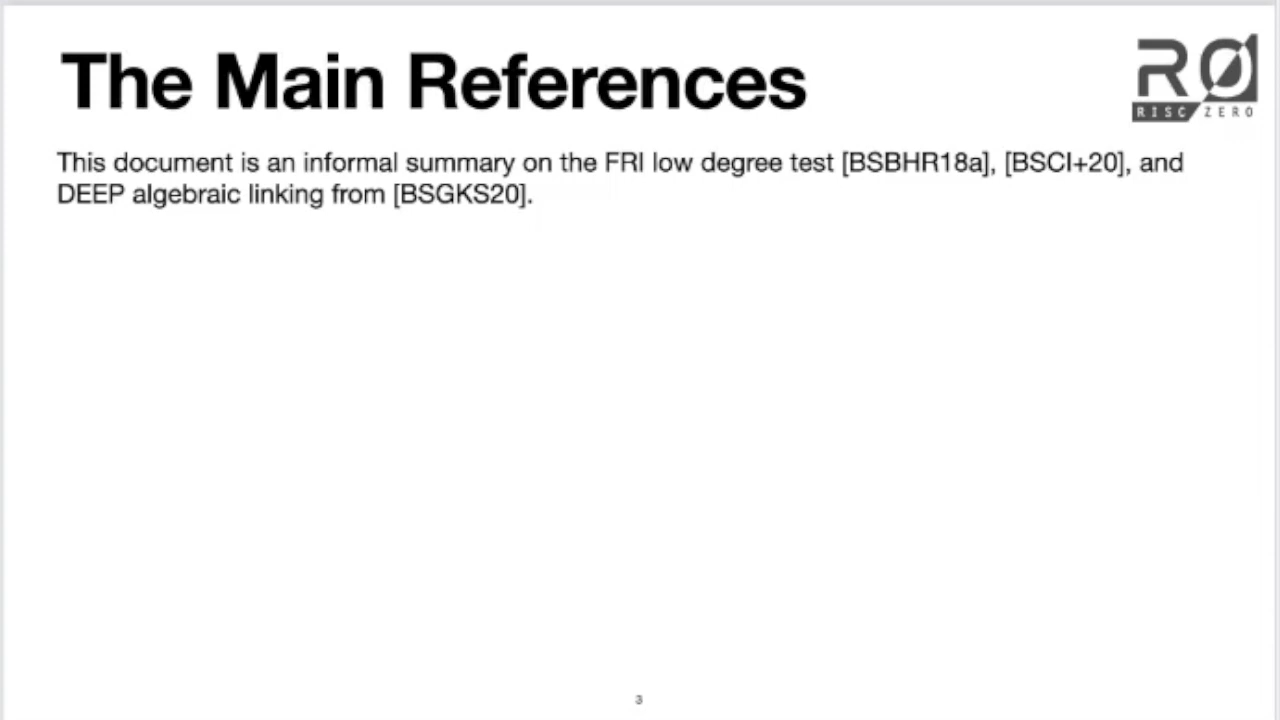 The Main References
RISC ZERO
This document is an informal summary on the FRI low degree test [BSBHR18a], [BSCI+20], and
DEEP algebraic linking from [BSGKS20].
3